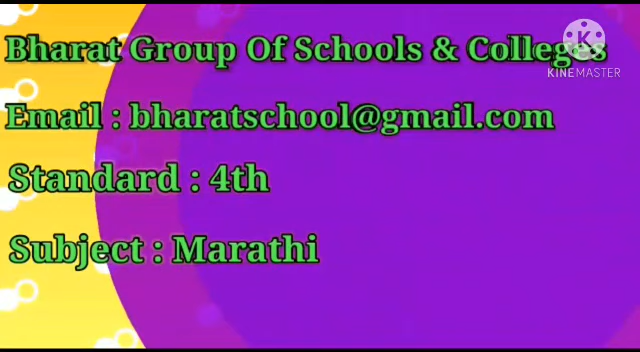 Bharat Group Of Schools & Colleges
KINEMASTER
Email : bharatschool@gmail.com
Standard : 4th
Subject : Marathi